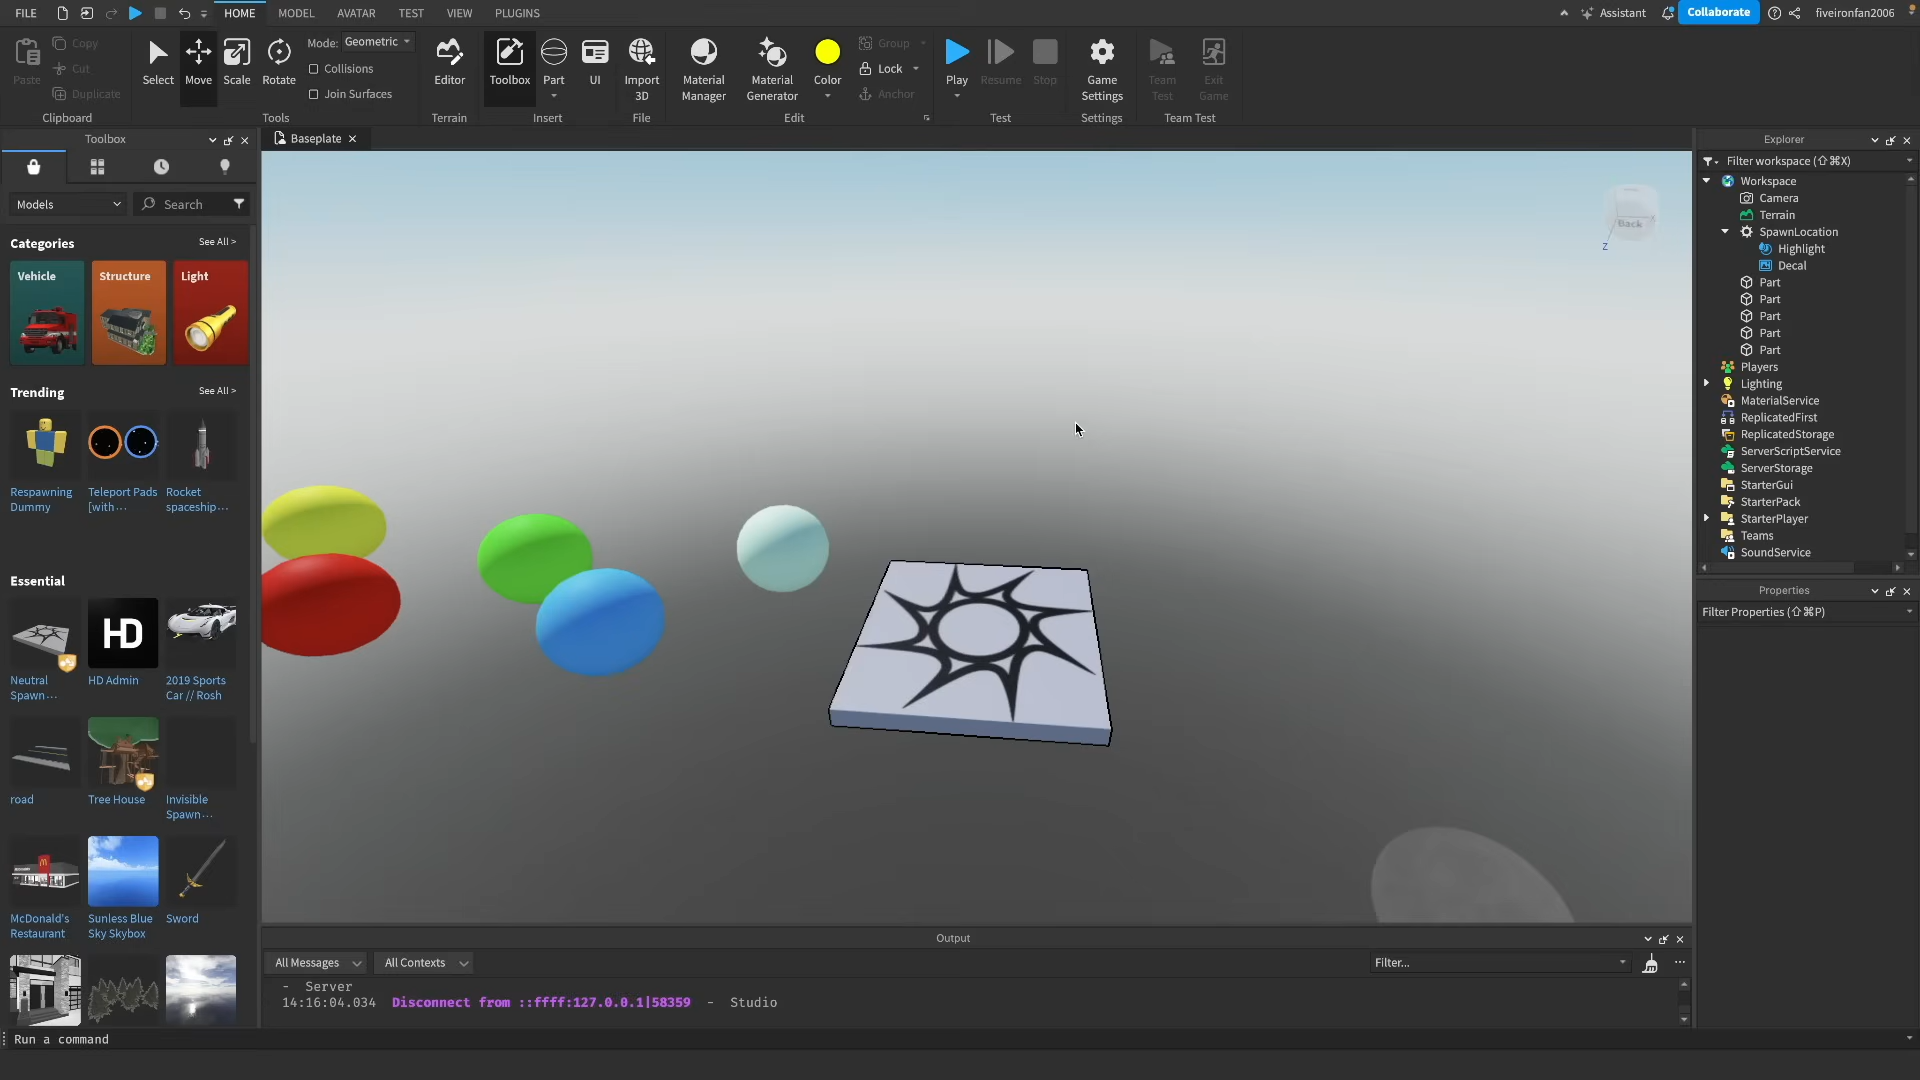 FILE HOME MODEL AVATAR TEST VIEW PLUGINS Assistant Collaborate fiveironfan2006
Paste Copy Cut Duplicate
Clipboard
Select Move Scale Rotate
Mode: Geometric
Collisions
Join Surfaces
Tools
Editor
Terrain
Toolbox Part UI
Insert
Import 3D
File
Material Manager
Material Generator
Color
Group
Lock
Anchor
Edit
Play Resume Stop
Test
Game Settings
Settings
Team Test
Exit Game
Team Test
Toolbox
Models Search
Categories See All >
Vehicle Structure Light
Trending See All >
Respawning Dummy
Teleport Pads [with...
Rocket spaceship...
Essential
HD
Neutral Spawn...
HD Admin
2019 Sports Car // Rosh
road
Tree House
Invisible Spawn...
McDonald's Restaurant
Sunless Blue Sky Skybox
Sword
Baseplate
Back
Z
Explorer
Filter workspace (⇧⌘X)
Workspace
Camera
Terrain
SpawnLocation
Highlight
Decal
Part
Part
Part
Part
Part
Players
Lighting
MaterialService
ReplicatedFirst
ReplicatedStorage
ServerScriptService
ServerStorage
StarterGui
StarterPack
StarterPlayer
Teams
SoundService
Properties
Filter Properties (⇧⌘P)
Output
All Messages All Contexts Filter...
- Server
14:16:04.034 Disconnect from ::ffff:127.0.0.1|58359 - Studio
Run a command